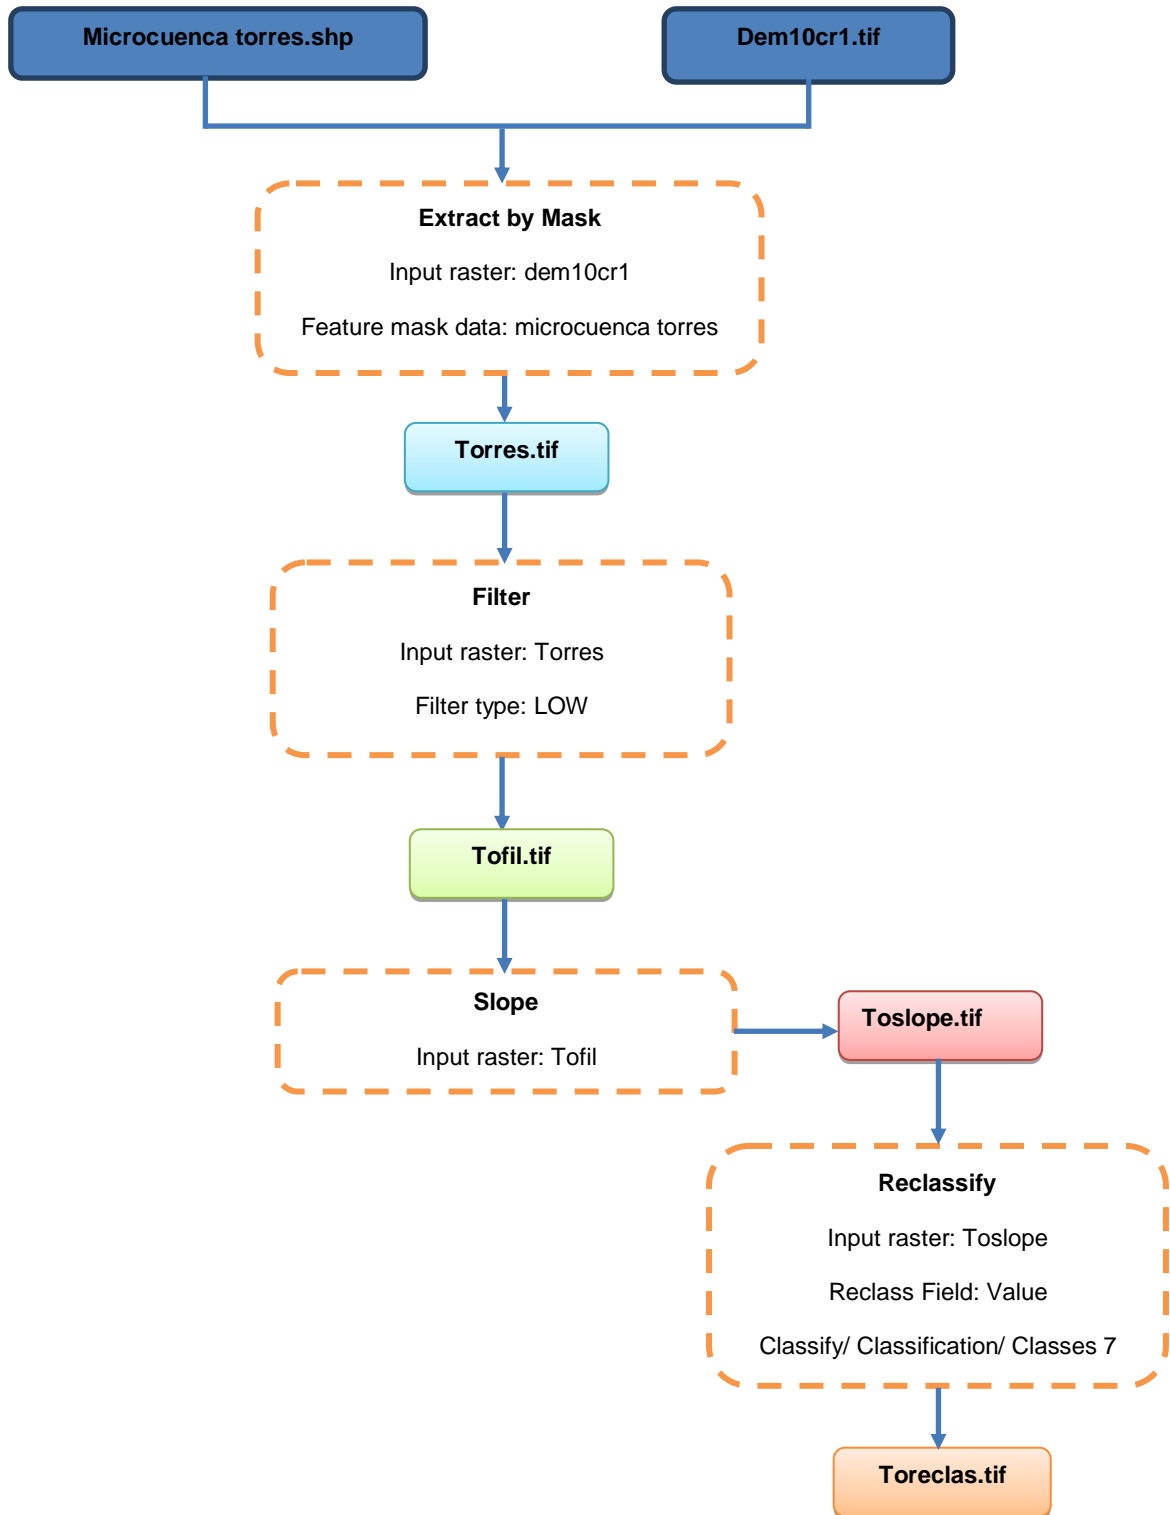 Microcuenca torres.shp
Dem10cr1.tif
Extract by Mask
Input raster: dem10cr1
Feature mask data: microcuenca torres
Torres.tif
Filter
Input raster: Torres
Filter type: LOW
Tofil.tif
Slope
Input raster: Tofil
Toslope.tif
Reclassify
Input raster: Toslope
Reclass Field: Value
Classify/ Classification/ Classes 7
Toreclas.tif